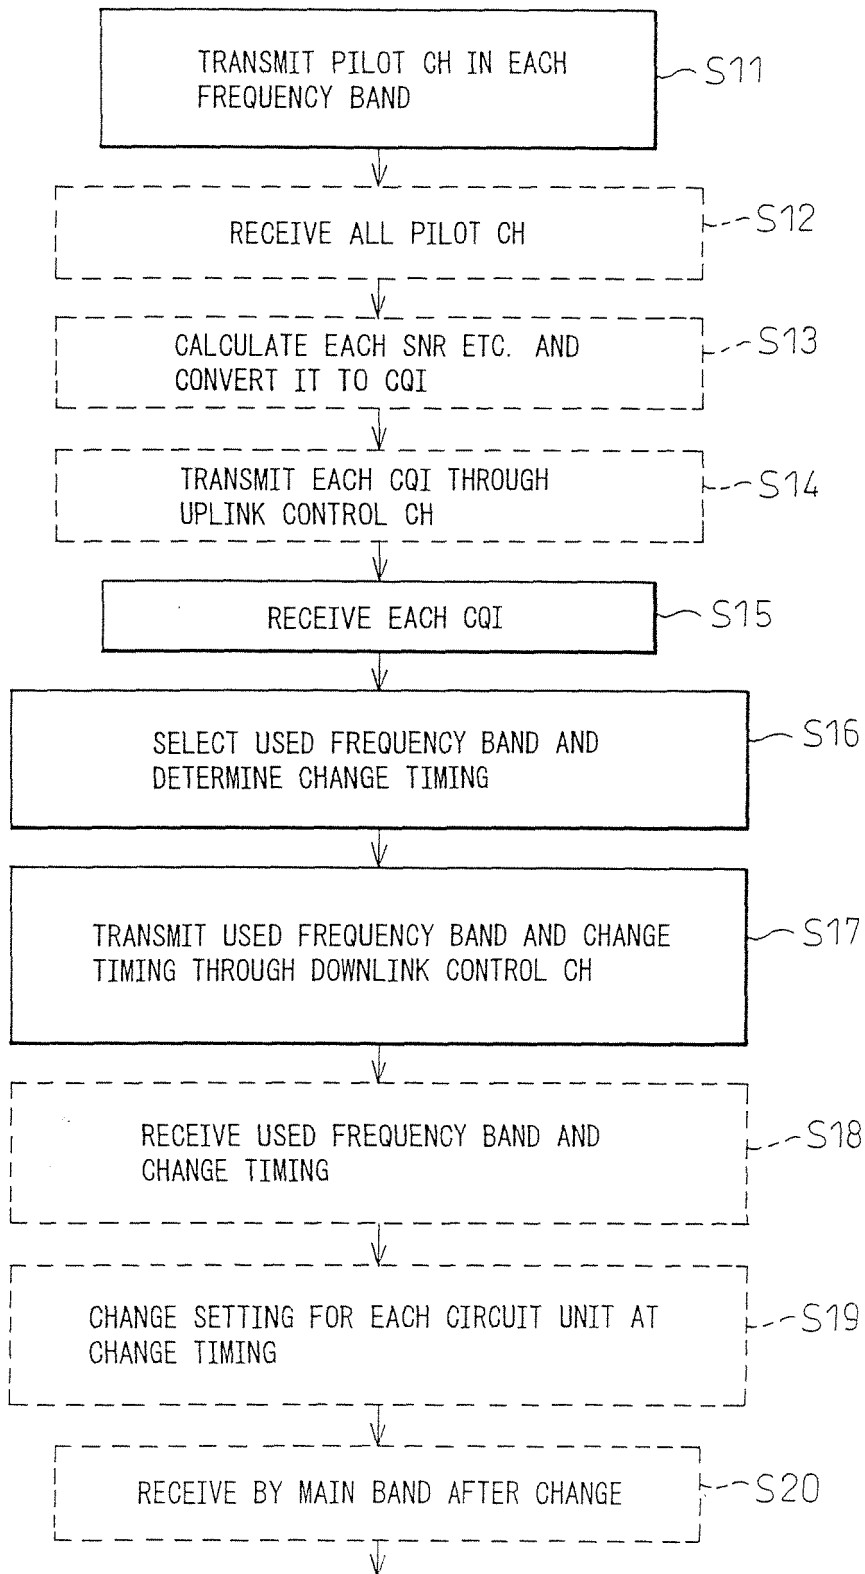 TRANSMIT PILOT CH IN EACH
FREQUENCY BAND
S11
RECEIVE ALL PILOT CH
S12
CALCULATE EACH SNR ETC. AND
CONVERT IT TO CQI
S13
TRANSMIT EACH CQI THROUGH
UPLINK CONTROL CH
S14
RECEIVE EACH CQI
S15
SELECT USED FREQUENCY BAND AND
DETERMINE CHANGE TIMING
S16
TRANSMIT USED FREQUENCY BAND AND CHANGE
TIMING THROUGH DOWNLINK CONTROL CH
S17
RECEIVE USED FREQUENCY BAND AND
CHANGE TIMING
S18
CHANGE SETTING FOR EACH CIRCUIT UNIT AT
CHANGE TIMING
S19
RECEIVE BY MAIN BAND AFTER CHANGE
S20